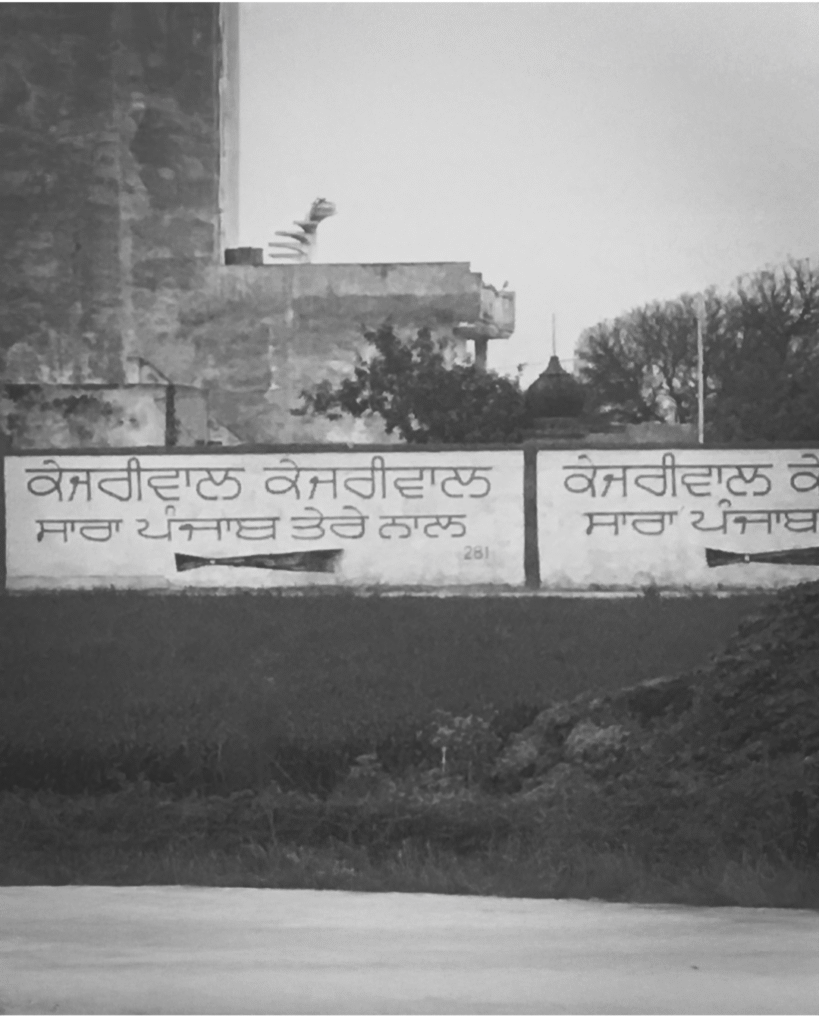 ਕੇਜਰੀਵਾਲ ਕੇਜਰੀਵਾਲ
ਸਾਰਾ ਪੰਜਾਬ ਤੇਰੇ ਨਾਲ
281
ਕੇਜਰੀਵਾਲ ਕੇ
ਸਾਰਾ ਪੰਜਾਬ